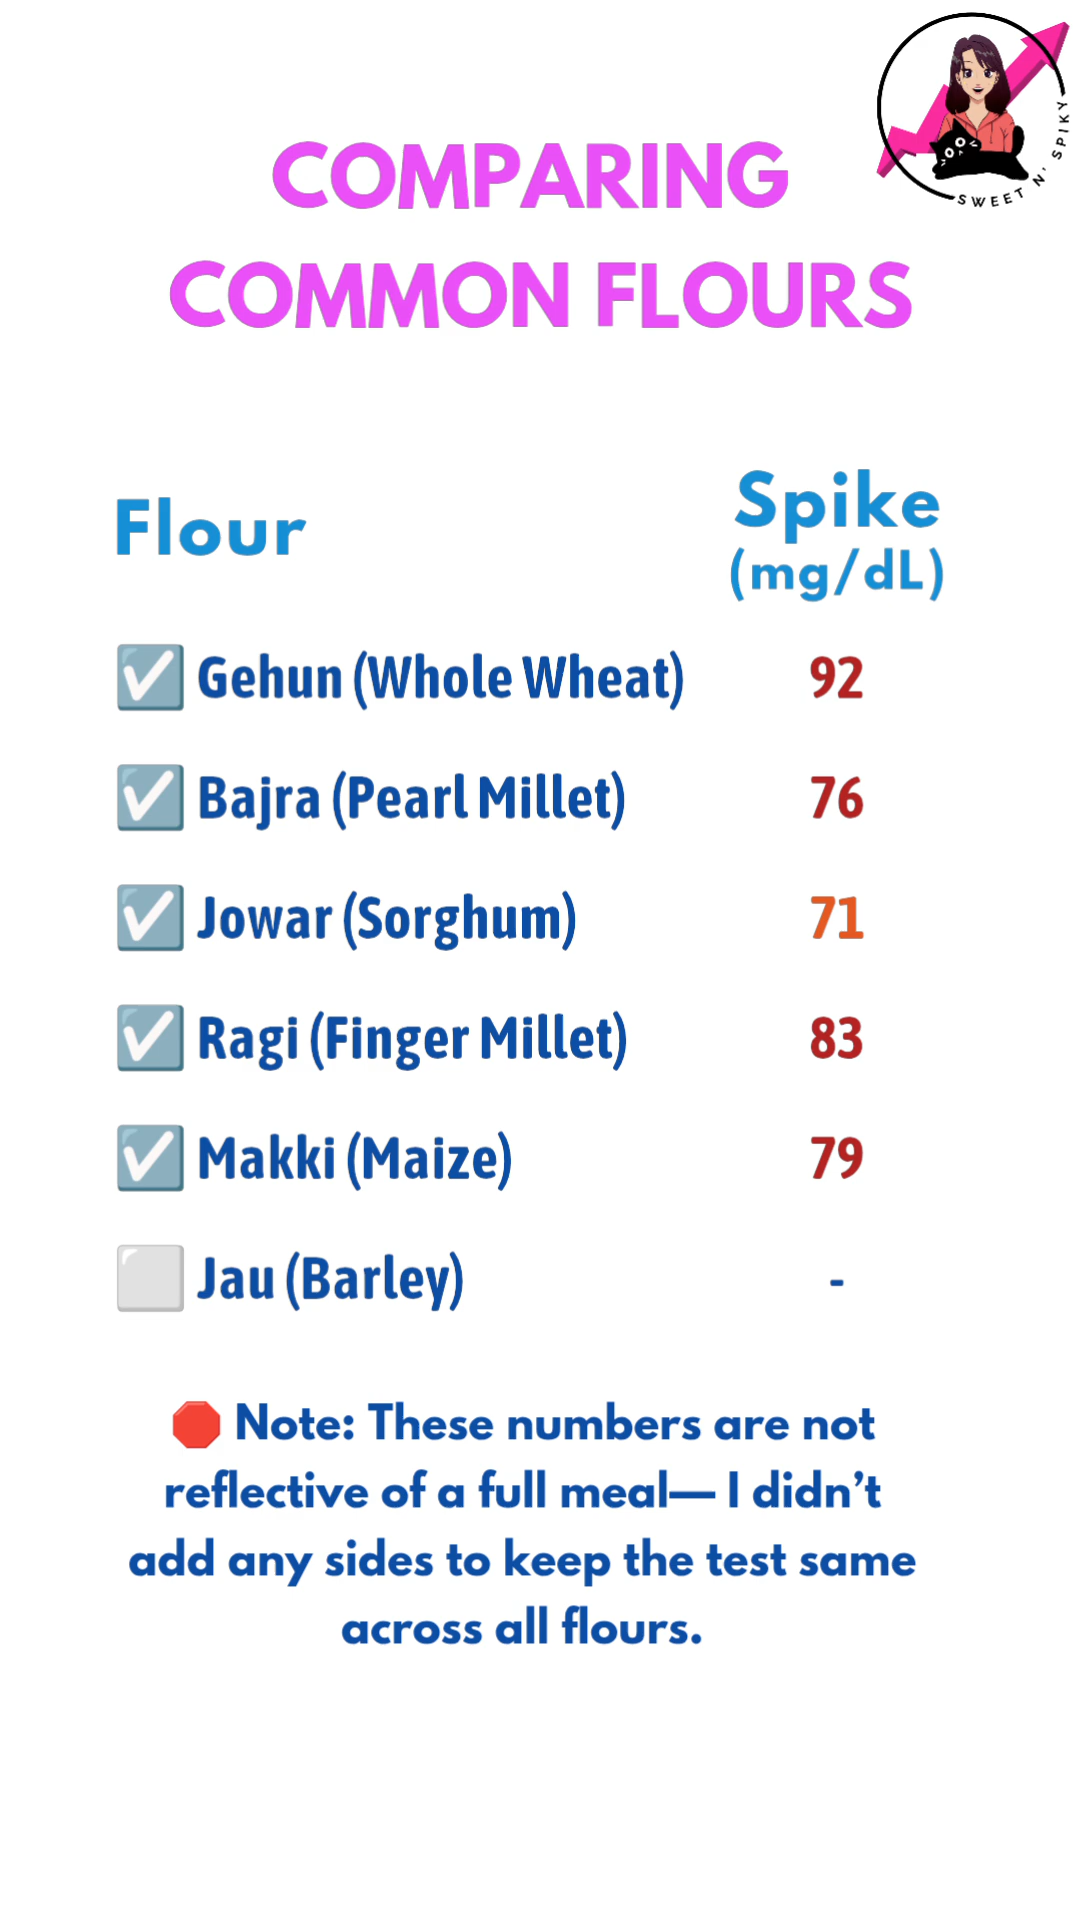 SWEET N' SPIKY
COMPARING
COMMON FLOURS
Flour
Spike
(mg/dL)
Gehun (Whole Wheat) 92
Bajra (Pearl Millet) 76
Jowar (Sorghum) 71
Ragi (Finger Millet) 83
Makki (Maize) 79
Jau (Barley) -
Note: These numbers are not
reflective of a full meal— I didn’t
add any sides to keep the test same
across all flours.